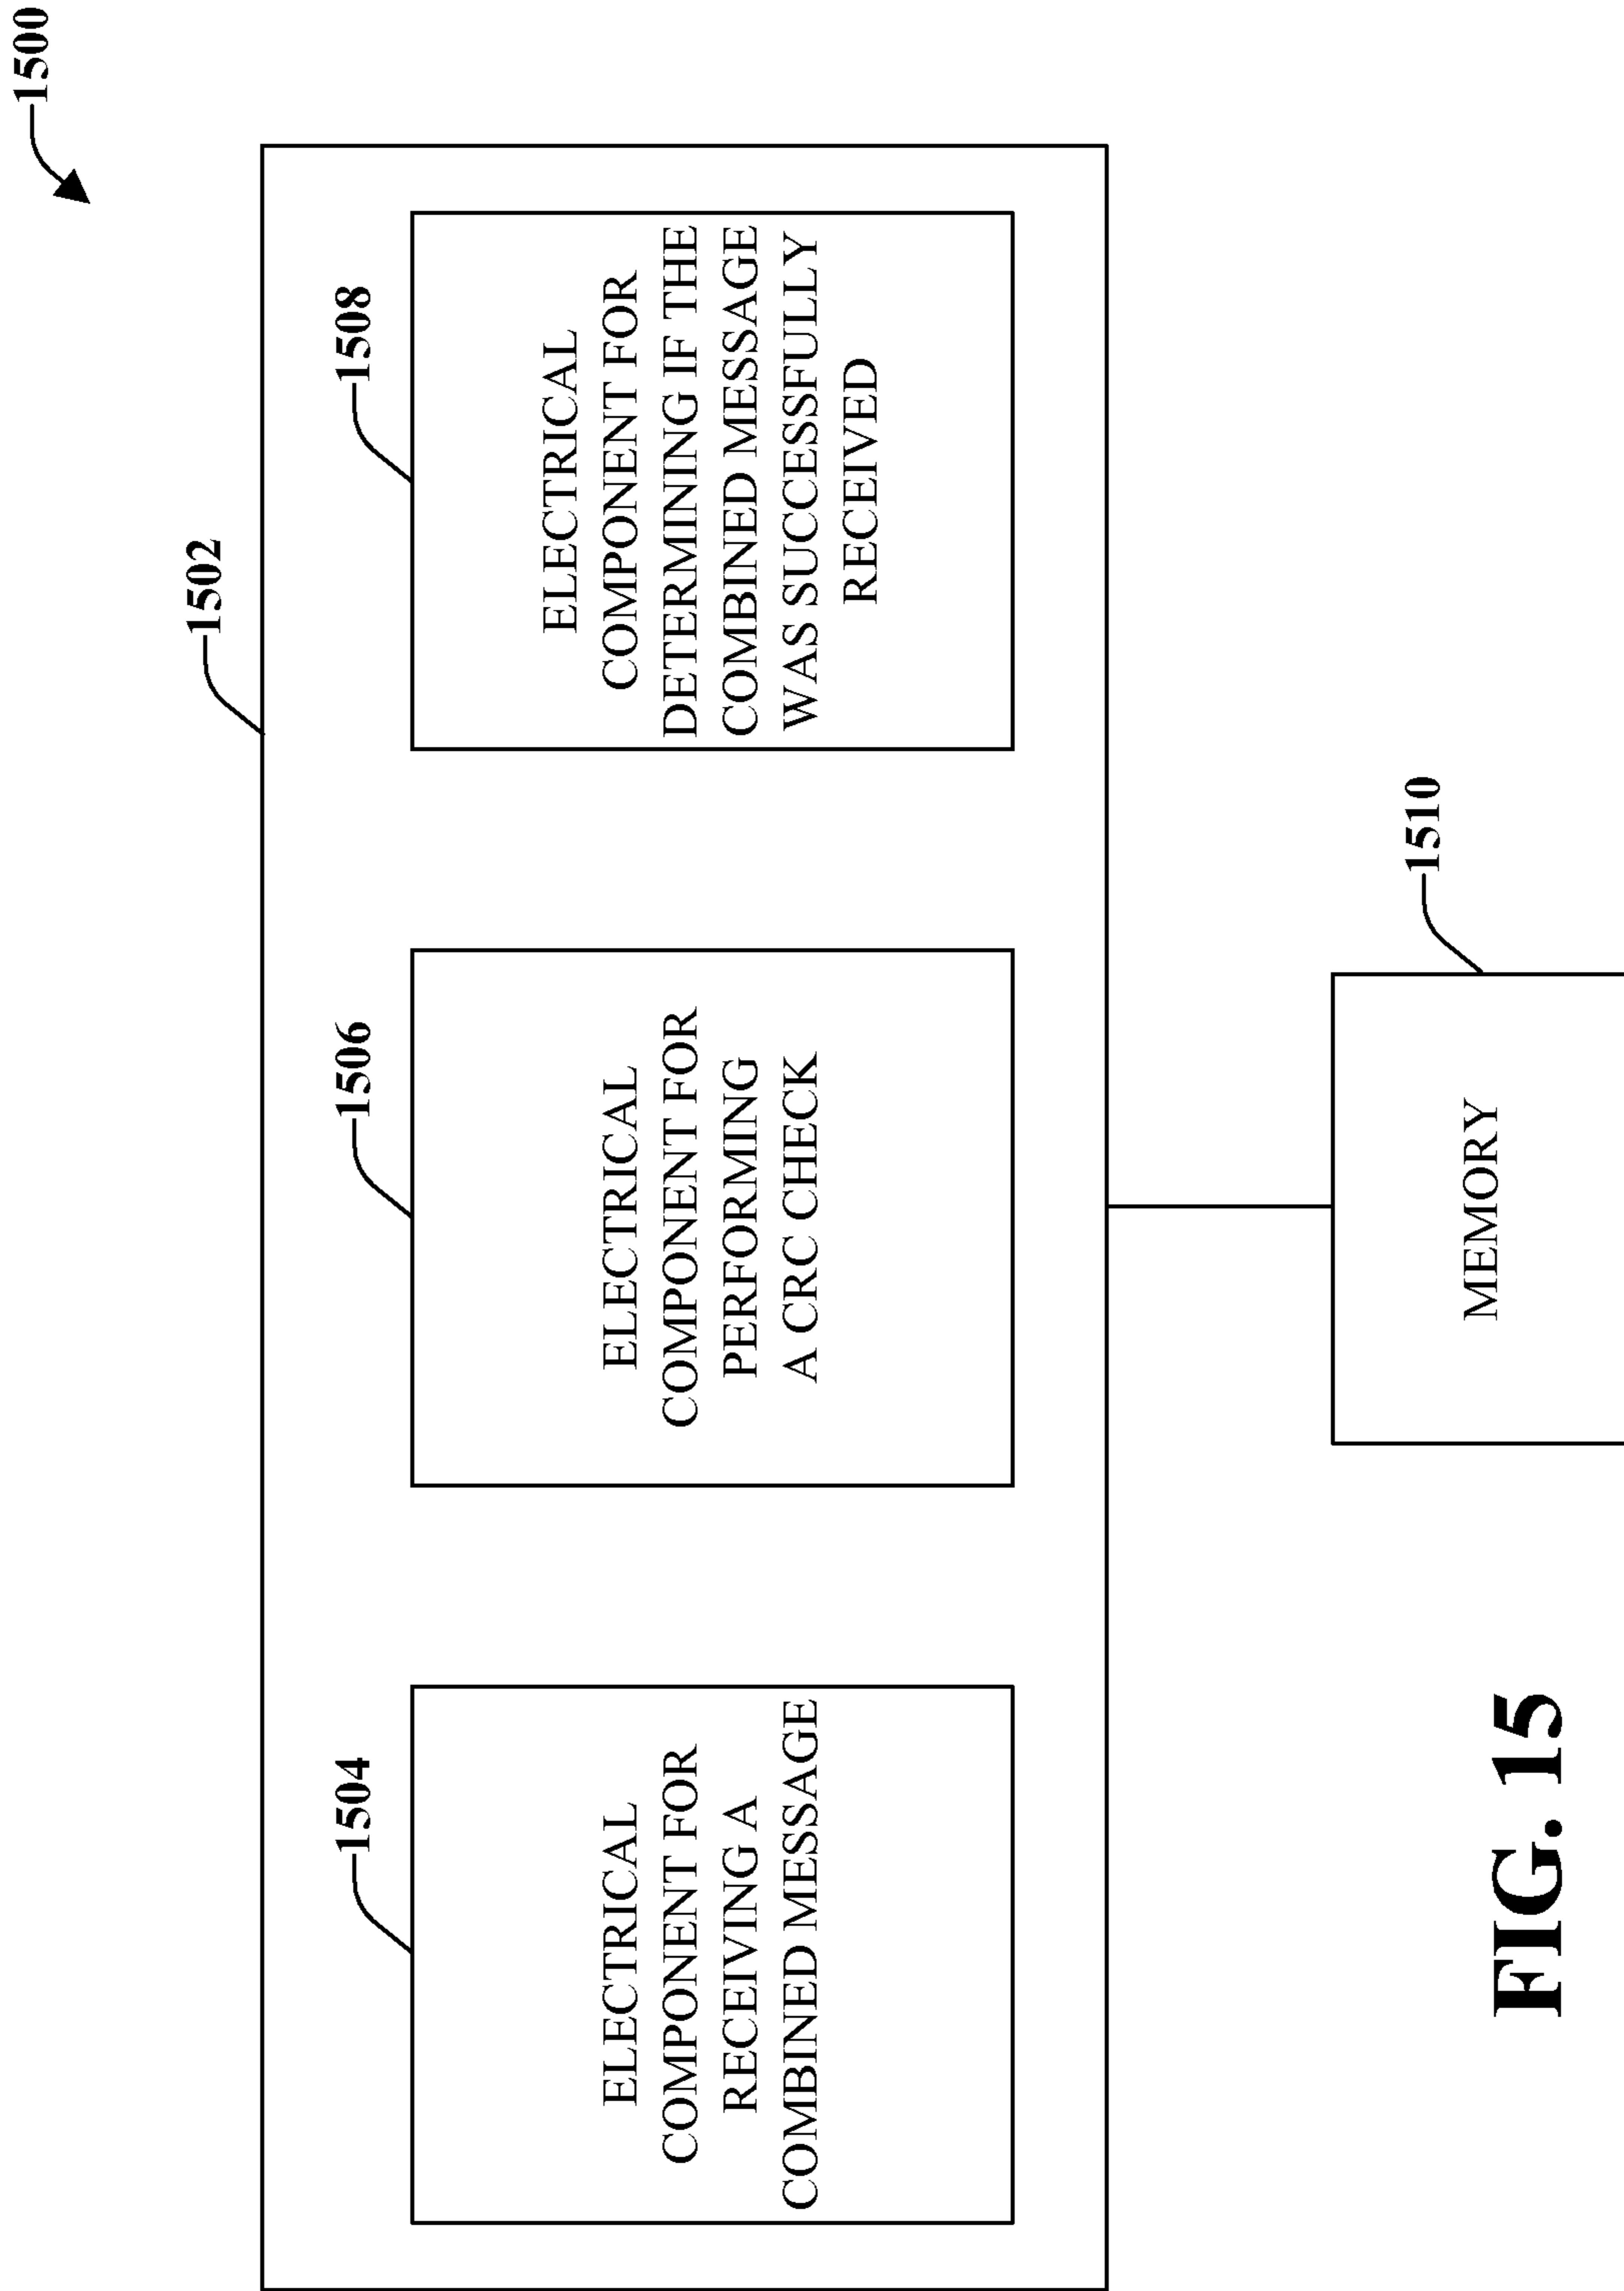 1500
1502
1504
ELECTRICAL
COMPONENT FOR
RECEIVING A
COMBINED MESSAGE
1506
ELECTRICAL
COMPONENT FOR
PERFORMING
A CRC CHECK
1508
ELECTRICAL
COMPONENT FOR
DETERMINING IF THE
COMBINED MESSAGE
WAS SUCCESSFULLY
RECEIVED
1510
MEMORY
FIG. 15